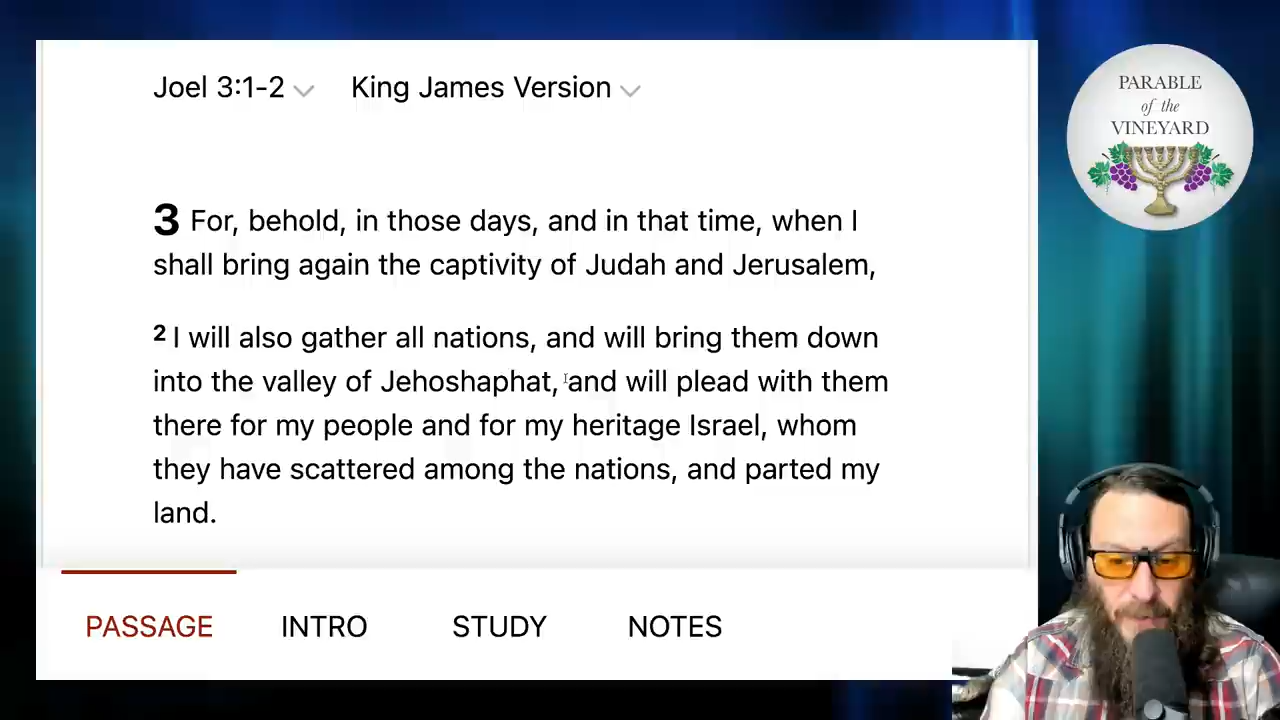 Joel 3:1-2 King James Version
PARABLE
of the
VINEYARD
3 For, behold, in those days, and in that time, when I
shall bring again the captivity of Judah and Jerusalem,
2 I will also gather all nations, and will bring them down
into the valley of Jehoshaphat, and will plead with them
there for my people and for my heritage Israel, whom
they have scattered among the nations, and parted my
land.
PASSAGE INTRO STUDY NOTES